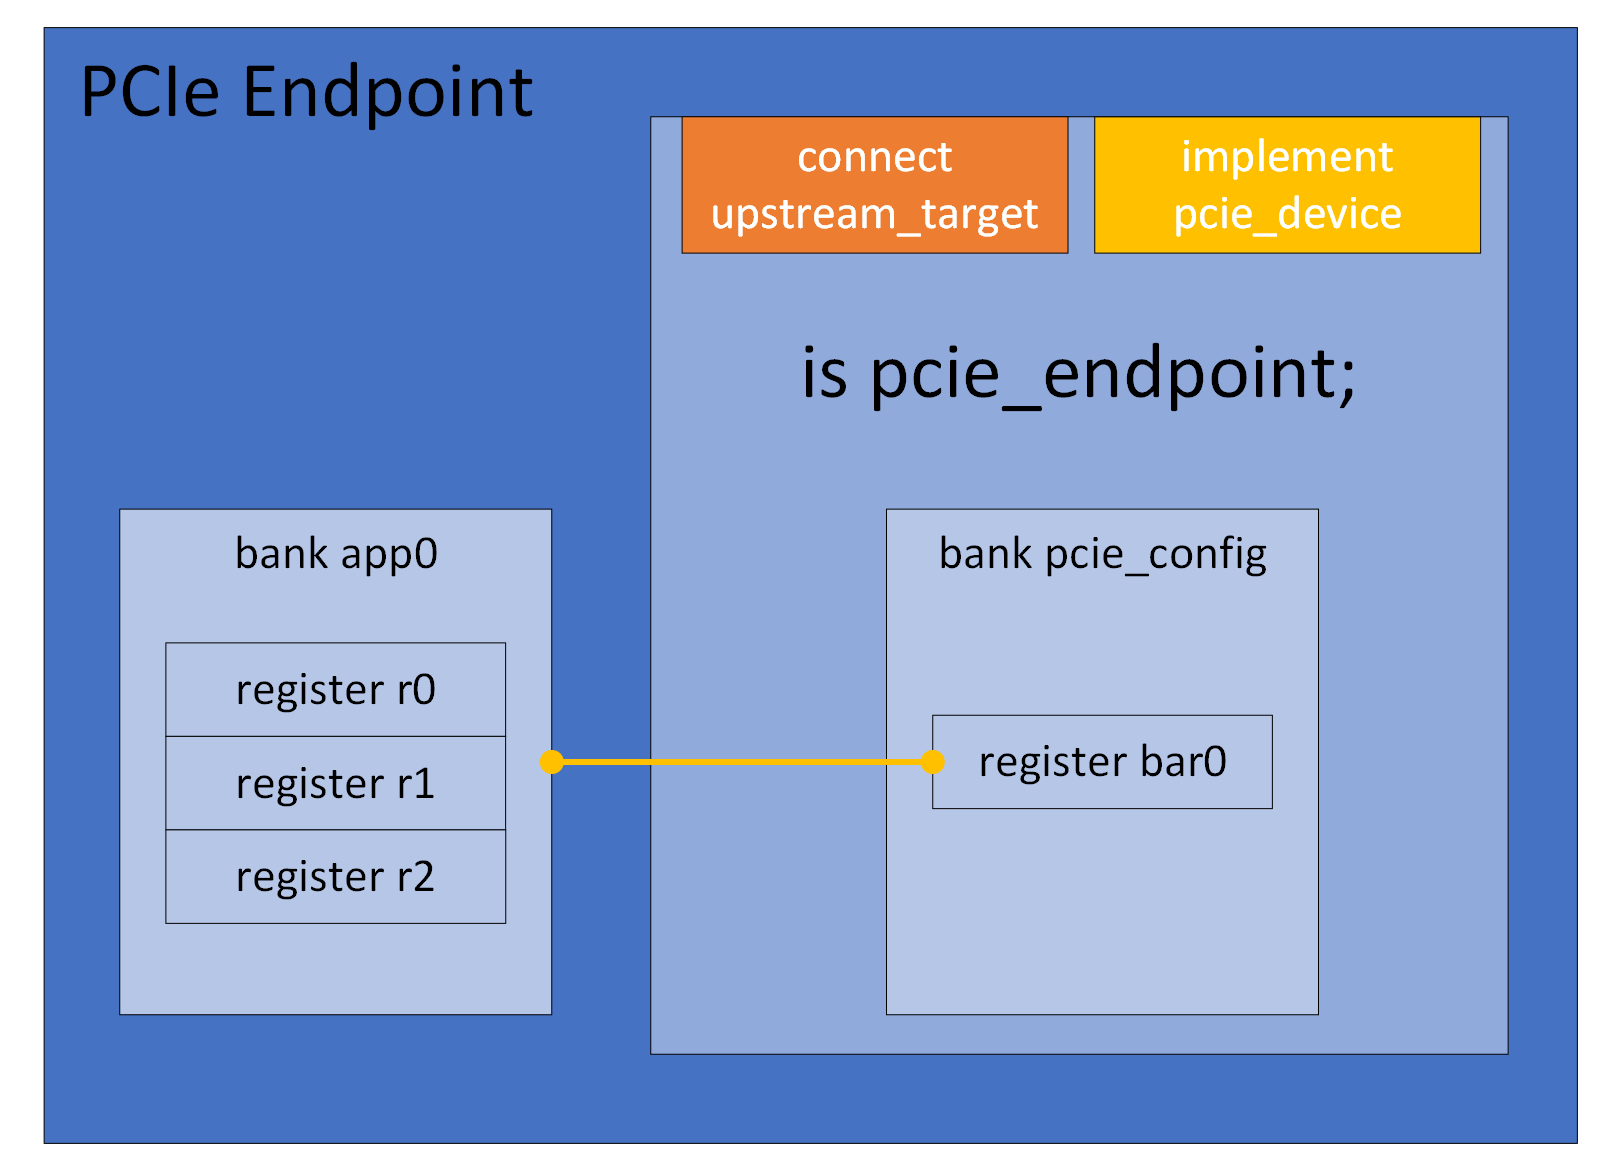 PCIe Endpoint
connect
upstream_target
implement
pcie_device
is pcie_endpoint;
bank app0
register r0
register r1
register r2
bank pcie_config
register bar0